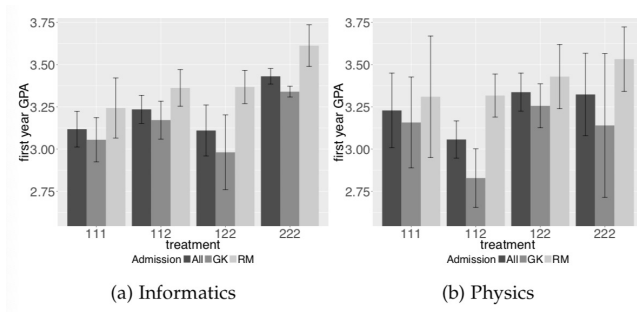 3.75
3.50
3.25
3.00
2.75
first year GPA
111 112 122 222
treatment
Admission All GK RM
(a) Informatics
3.75
3.50
3.25
3.00
2.75
first year GPA
111 112 122 222
treatment
Admission All GK RM
(b) Physics